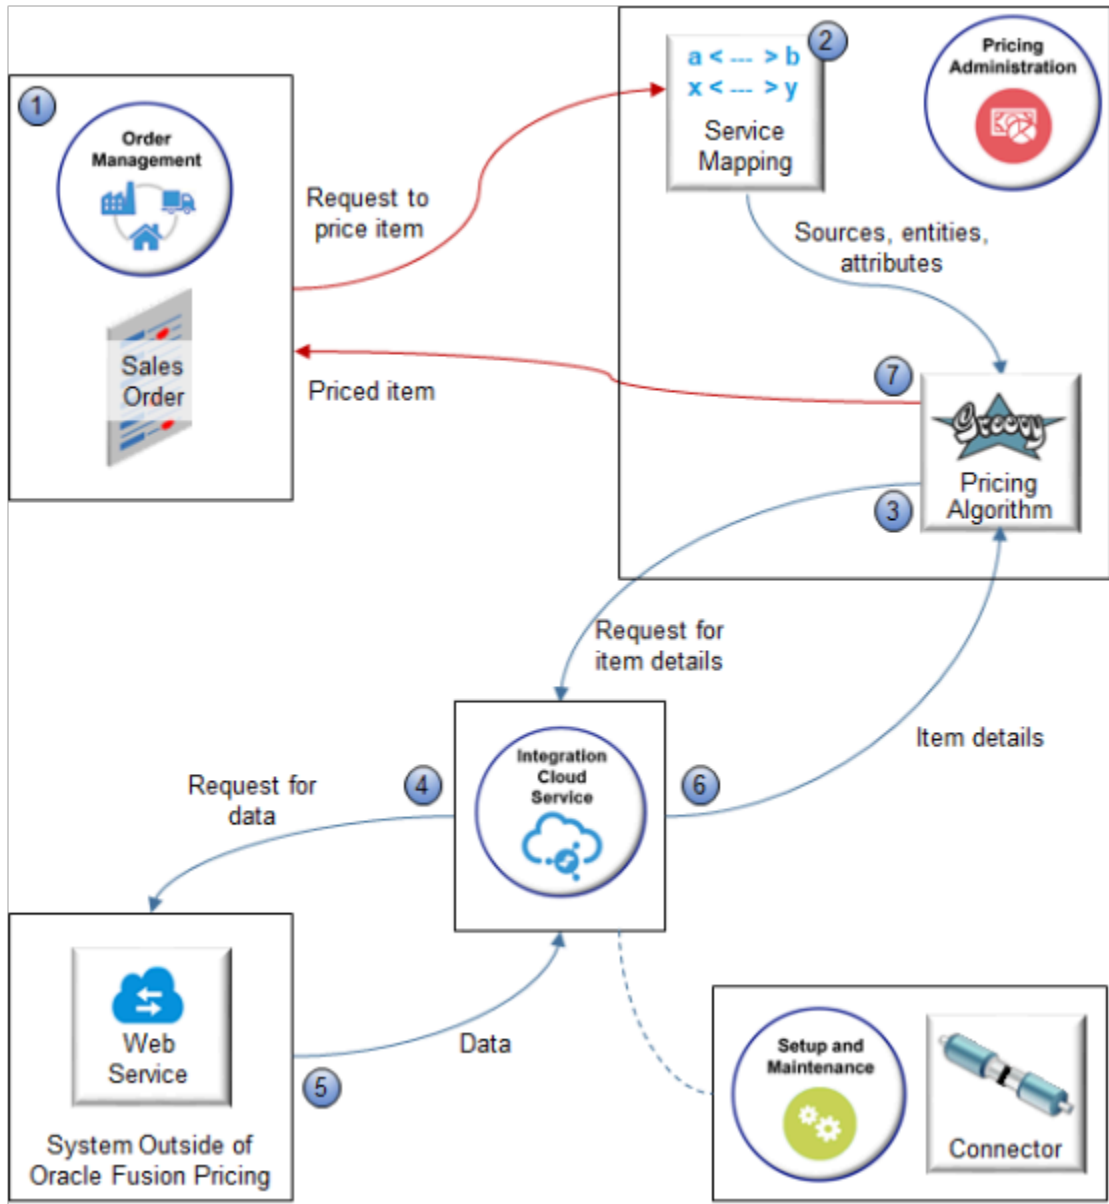 1
Order
Management
Sales
Order
Request to
price item
Priced item
2
a < --- > b
x < --- > y
Service
Mapping
Pricing
Administration
Sources, entities,
attributes
7
Groovy
Pricing
Algorithm
3
Request for
item details
Item details
Integration
Cloud
Service
4
6
Request for
data
Web
Service
5
Data
System Outside of
Oracle Fusion Pricing
Setup and
Maintenance
Connector